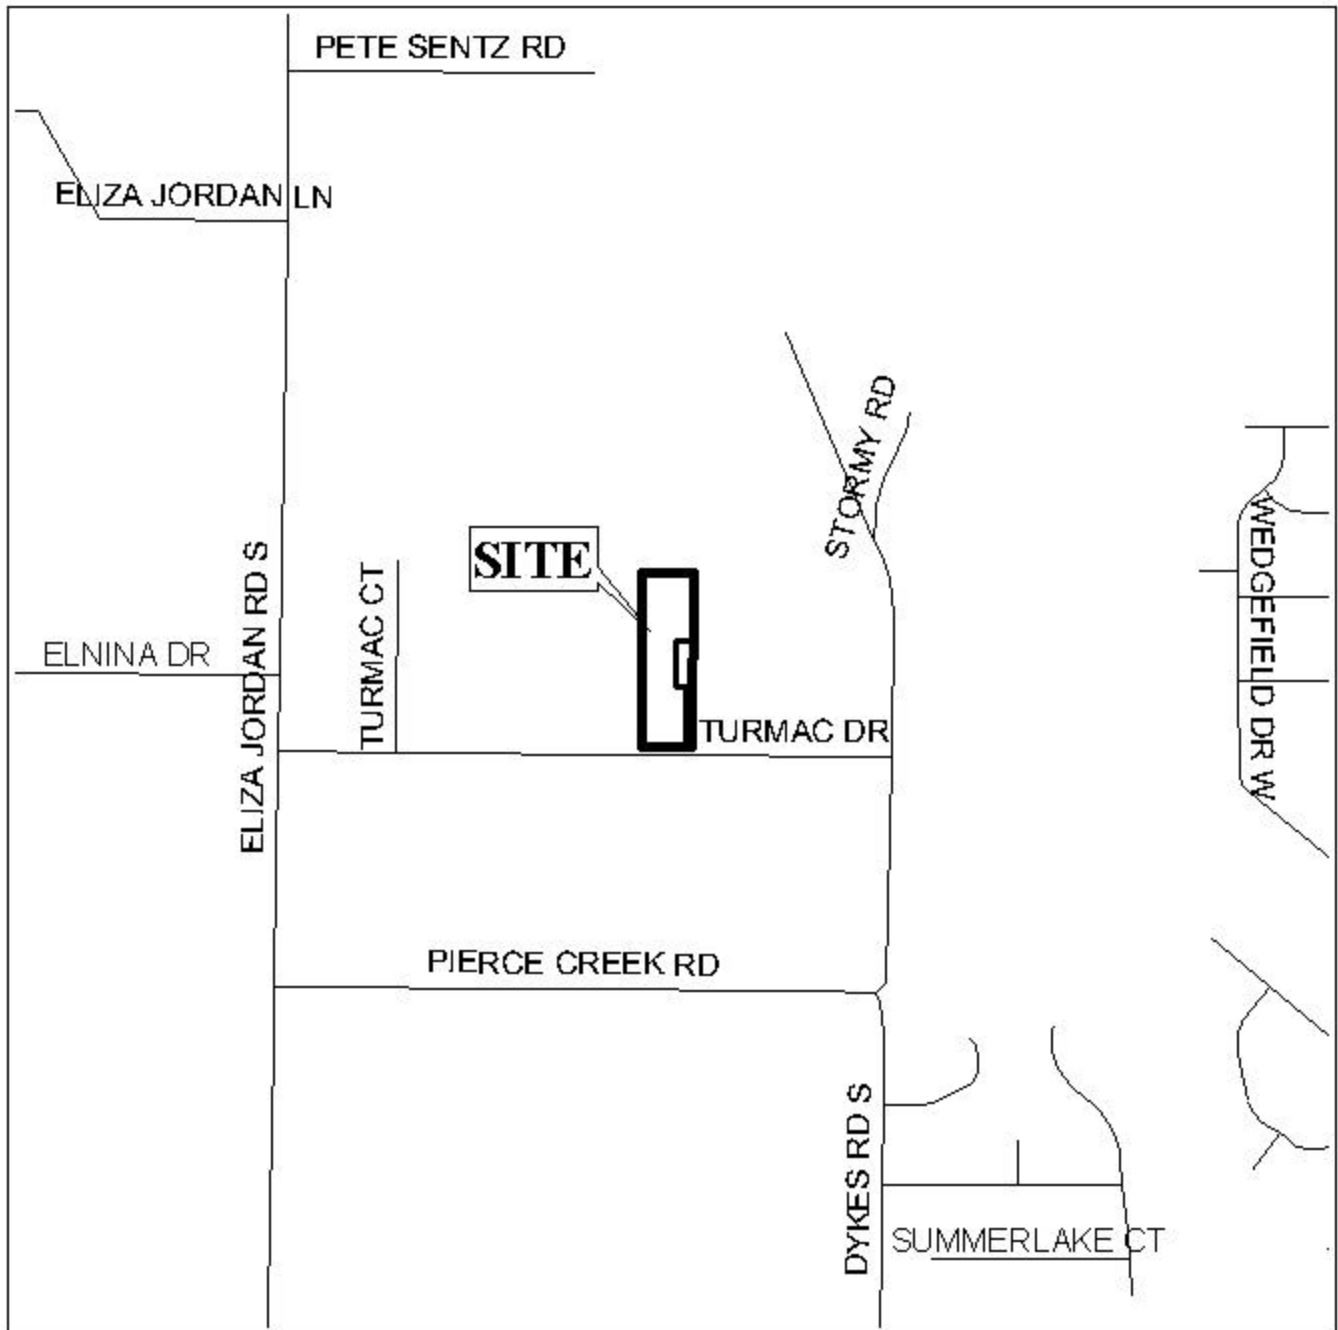 PETE SENTZ RD
ELIZA JORDAN LN
STORMY RD
SITE
WEDGEFIELD DR W
ELIZA JORDAN RD S
TURMAC CT
ELNINA DR
TURMAC DR
PIERCE CREEK RD
DYKES RD S
SUMMERLAKE CT